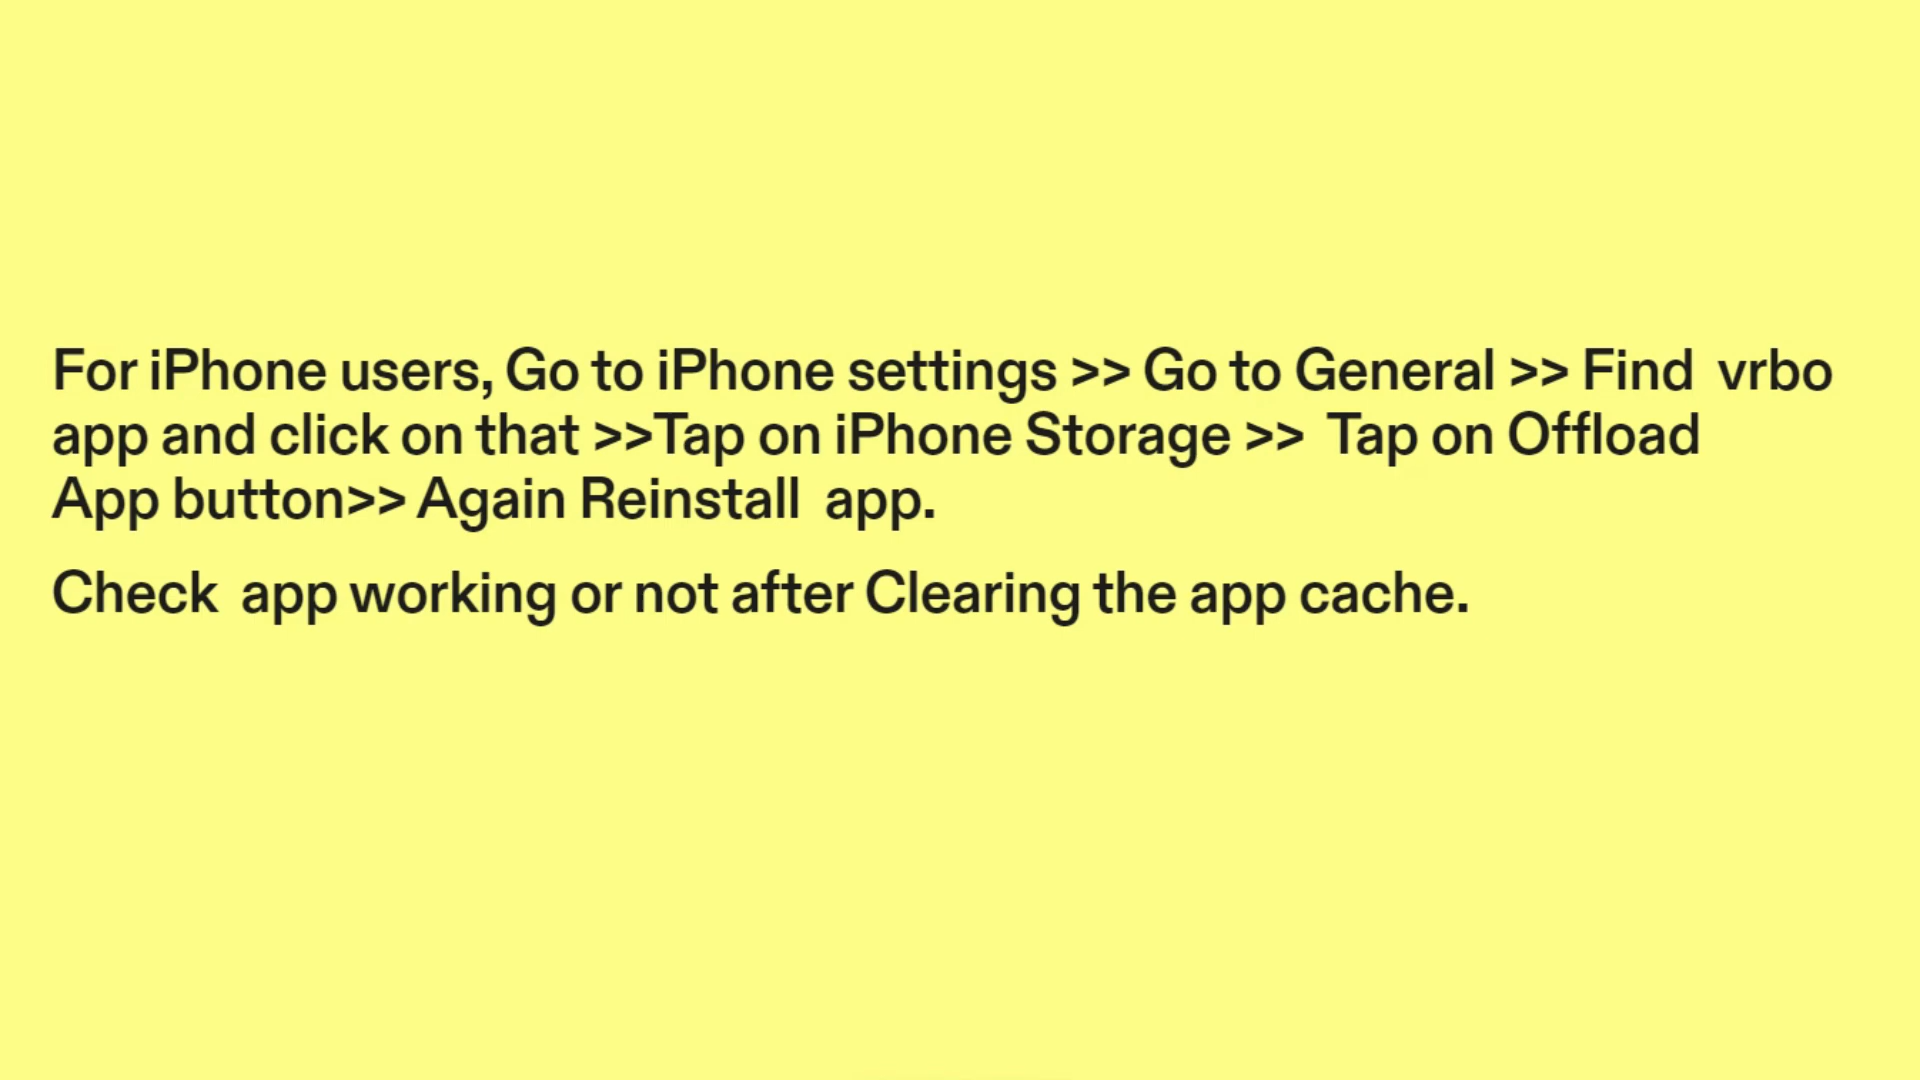 For iPhone users, Go to iPhone settings >> Go to General >> Find  vrbo
app and click on that >>Tap on iPhone Storage >>  Tap on Offload
App button>> Again Reinstall  app.
Check  app working or not after Clearing the app cache.